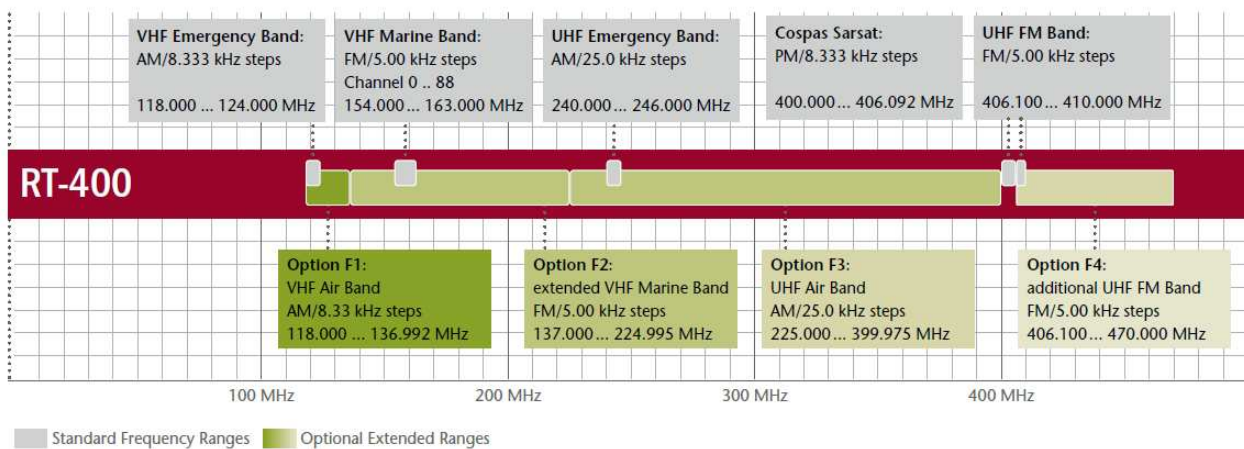 VHF Emergency Band:
AM/8.333 kHz steps
118.000 ... 124.000 MHz
VHF Marine Band:
FM/5.00 kHz steps
Channel 0 .. 88
154.000 ... 163.000 MHz
UHF Emergency Band:
AM/25.0 kHz steps
240.000 ... 246.000 MHz
Cospas Sarsat:
PM/8.333 kHz steps
400.000 ... 406.092 MHz
UHF FM Band:
FM/5.00 kHz steps
406.100 ... 410.000 MHz
RT-400
Option F1:
VHF Air Band
AM/8.33 kHz steps
118.000 ... 136.992 MHz
Option F2:
extended VHF Marine Band
FM/5.00 kHz steps
137.000 ... 224.995 MHz
Option F3:
UHF Air Band
AM/25.0 kHz steps
225.000 ... 399.975 MHz
Option F4:
additional UHF FM Band
FM/5.00 kHz steps
406.100 ... 470.000 MHz
100 MHz
200 MHz
300 MHz
400 MHz
Standard Frequency Ranges
Optional Extended Ranges